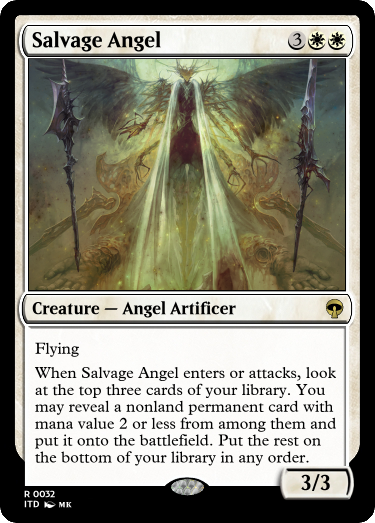 Salvage Angel 3
Creature — Angel Artificer
Flying
When Salvage Angel enters or attacks, look
at the top three cards of your library. You
may reveal a nonland permanent card with
mana value 2 or less from among them and
put it onto the battlefield. Put the rest on
the bottom of your library in any order.
3/3
R 0032
ITD MK